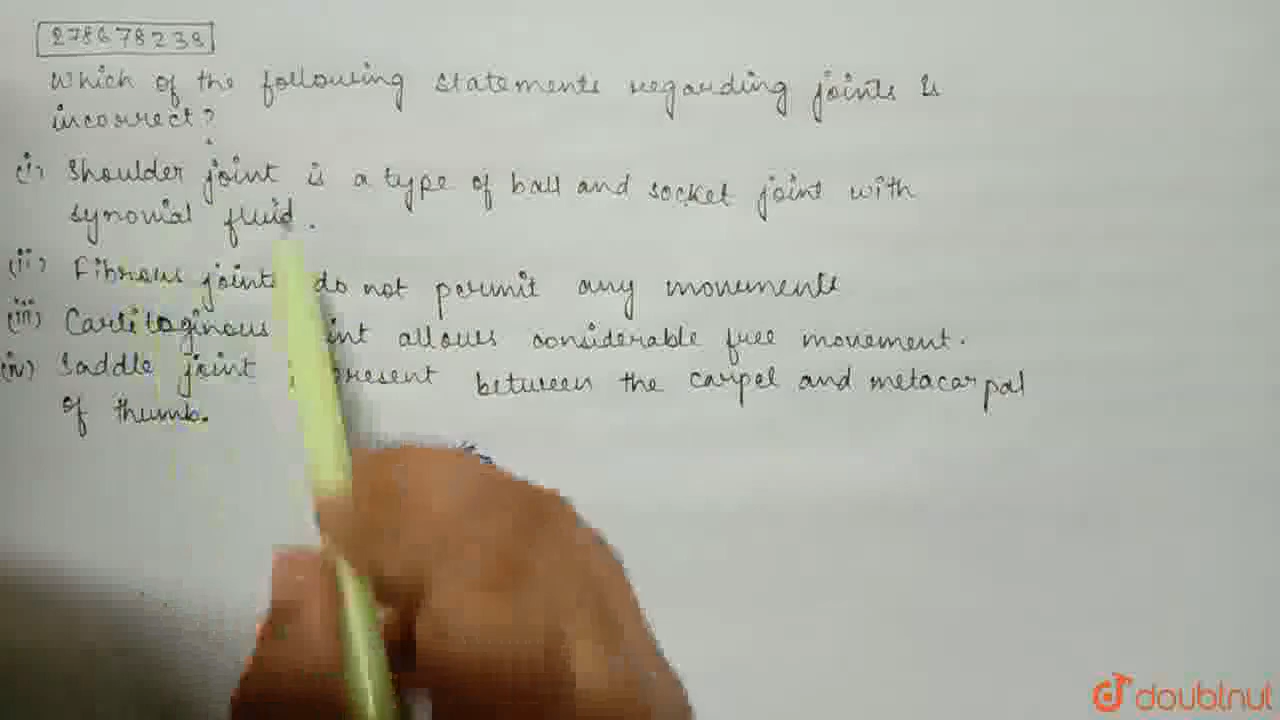 278678238
Which of the following statements regarding joints is
incorrect?
(i) Shoulder joint is a type of ball and socket joint with
synovial fluid.
(ii) Fibrous joints do not permit any movements
(iii) Cartilaginous int allows considerable free movement.
(iv) Saddle joint present between the carpel and metacarpal
of thumb.
doubtnut